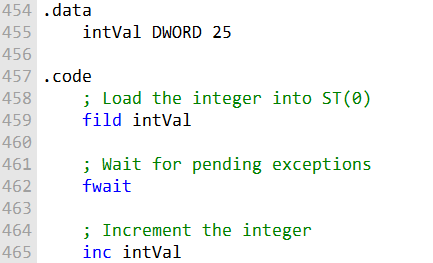 454 .data
455     intVal DWORD 25
456
457 .code
458     ; Load the integer into ST(0)
459     fild intVal
460
461     ; Wait for pending exceptions
462     fwait
463
464     ; Increment the integer
465     inc intVal